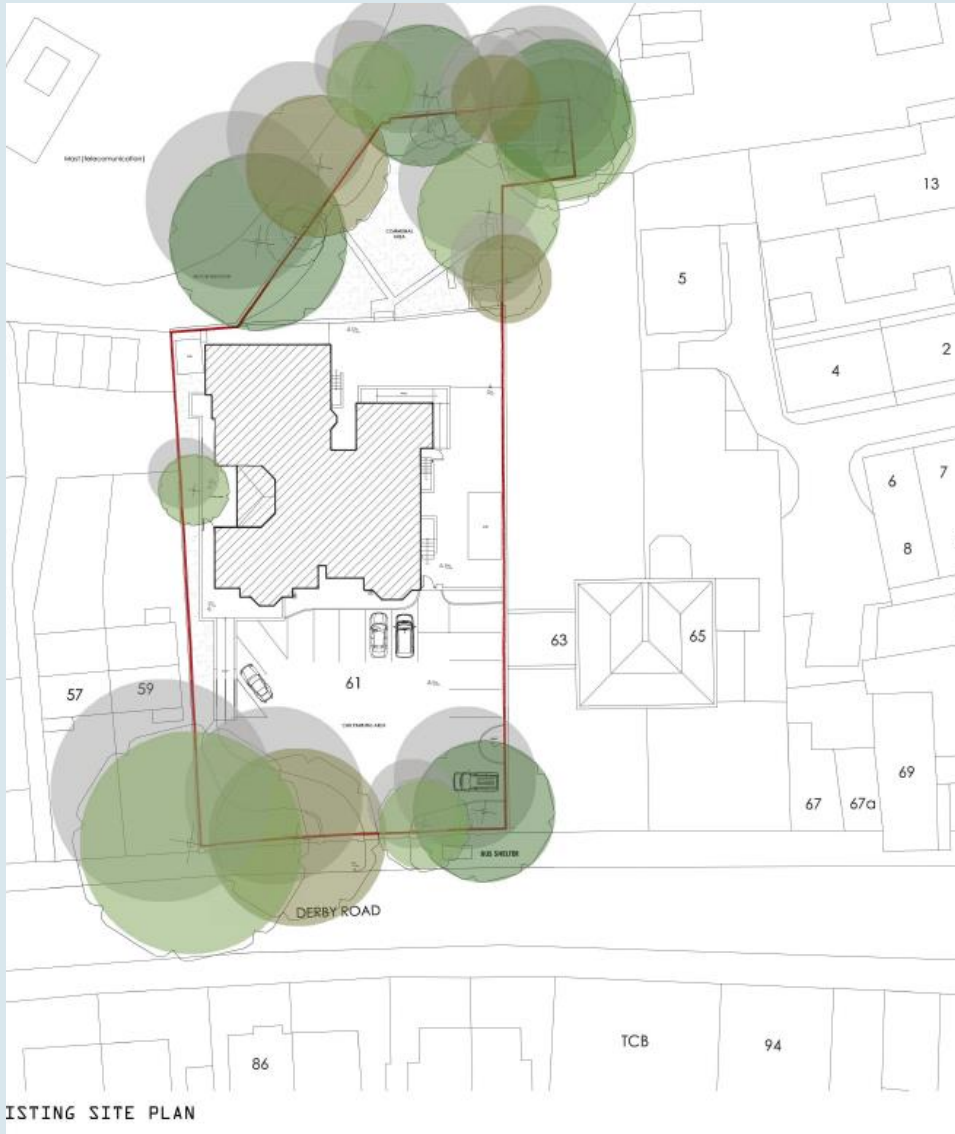 Mast (telecommunication)
13
COMMUNAL
AREA
5
2
4
7
6
8
63
65
61
57
59
CAR PARKING AREA
69
67
67a
BUS SHELTER
DERBY ROAD
TCB
94
86
ISTING SITE PLAN